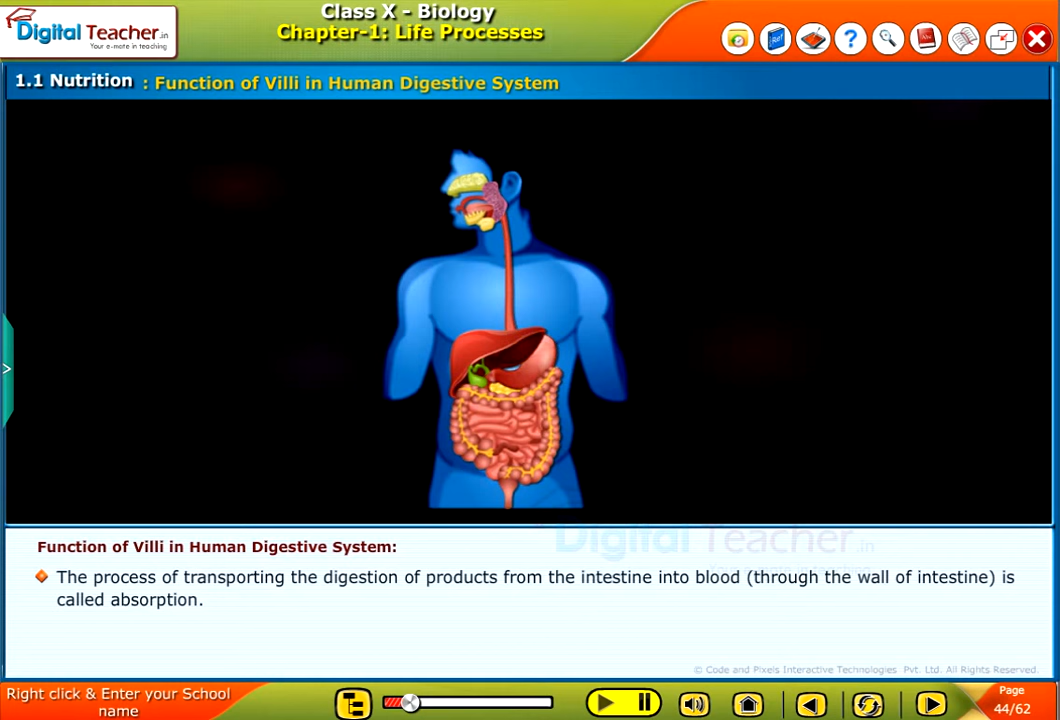 Digital Teacher.in
Your e-mate in teaching
Class X - Biology
Chapter-1: Life Processes
Ref
Abc
1.1 Nutrition : Function of Villi in Human Digestive System
>
Function of Villi in Human Digestive System:
Digital Teacher.in
The process of transporting the digestion of products from the intestine into blood (through the wall of intestine) is
called absorption.
© Code and Pixels Interactive Technologies. Pvt. Ltd. All Rights Reserved.
Right click & Enter your School
name
Page
44/62